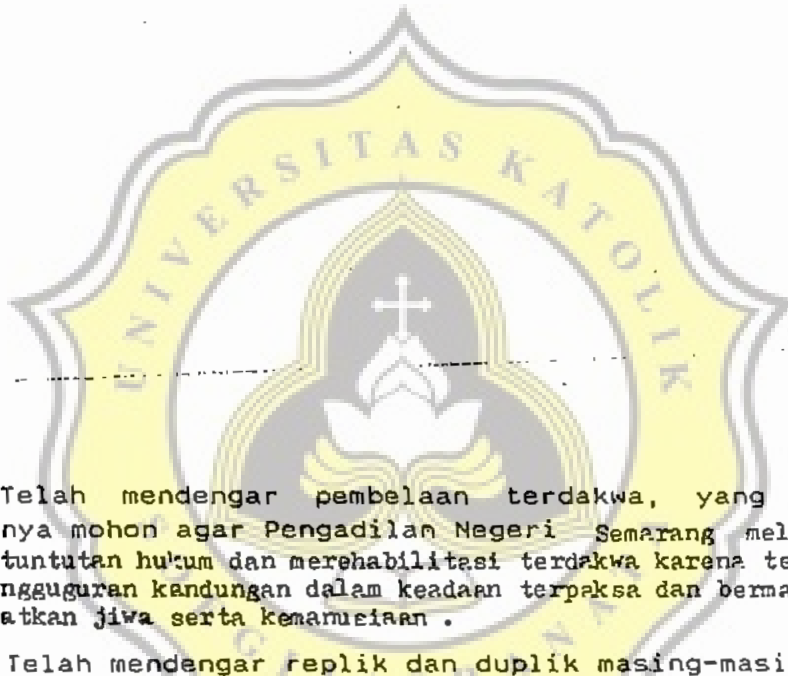 UNIVERSITAS KATOLIK
Telah mendengar pembelaan terdakwa, yang
nya mohon agar Pengadilan Negeri Semarang mel
tuntutan hukum dan merehabilitasi terdakwa karena te
ngguguran kandungan dalam keadaan terpaksa dan berma
atkan jiwa serta kemanusiaan .
Telah mendengar replik dan duplik masing-masi